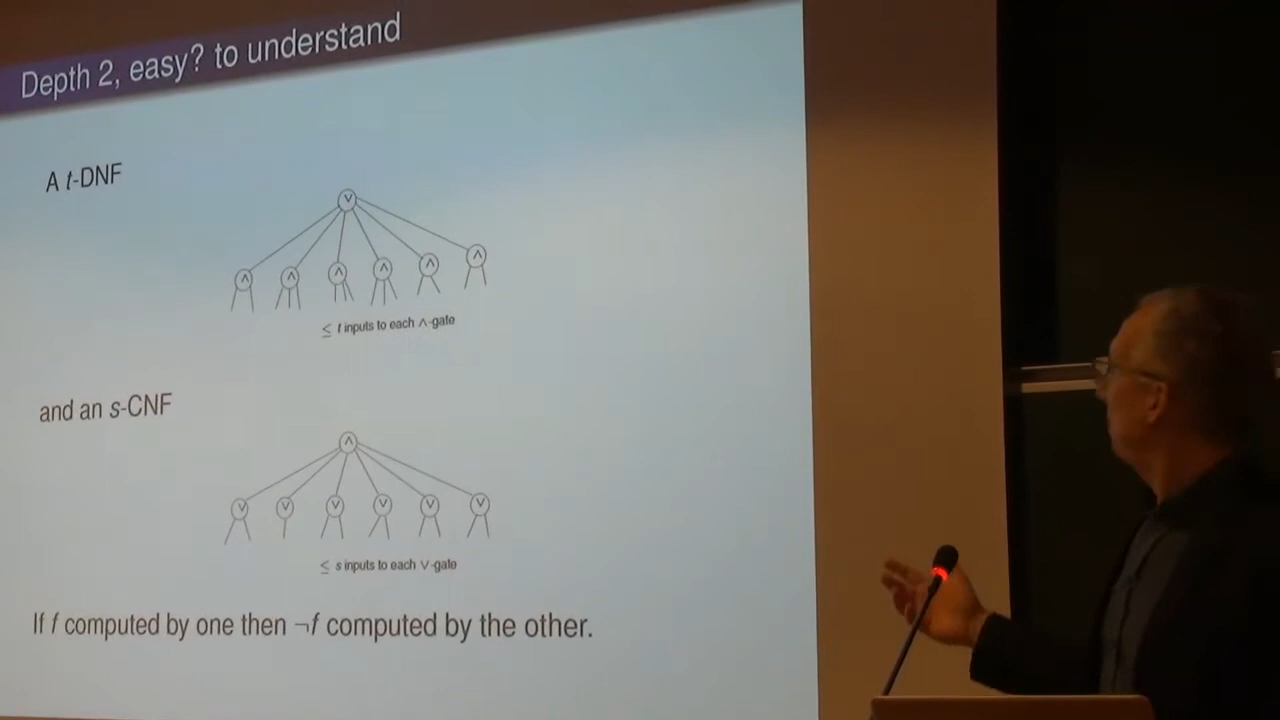 Depth 2, easy? to understand
A t-DNF
∨
∧ ∧ ∧ ∧ ∧ ∧
≤ t inputs to each ∧-gate
and an s-CNF
∧
∨ ∨ ∨ ∨ ∨ ∨
≤ s inputs to each ∨-gate
If f computed by one then ¬f computed by the other.